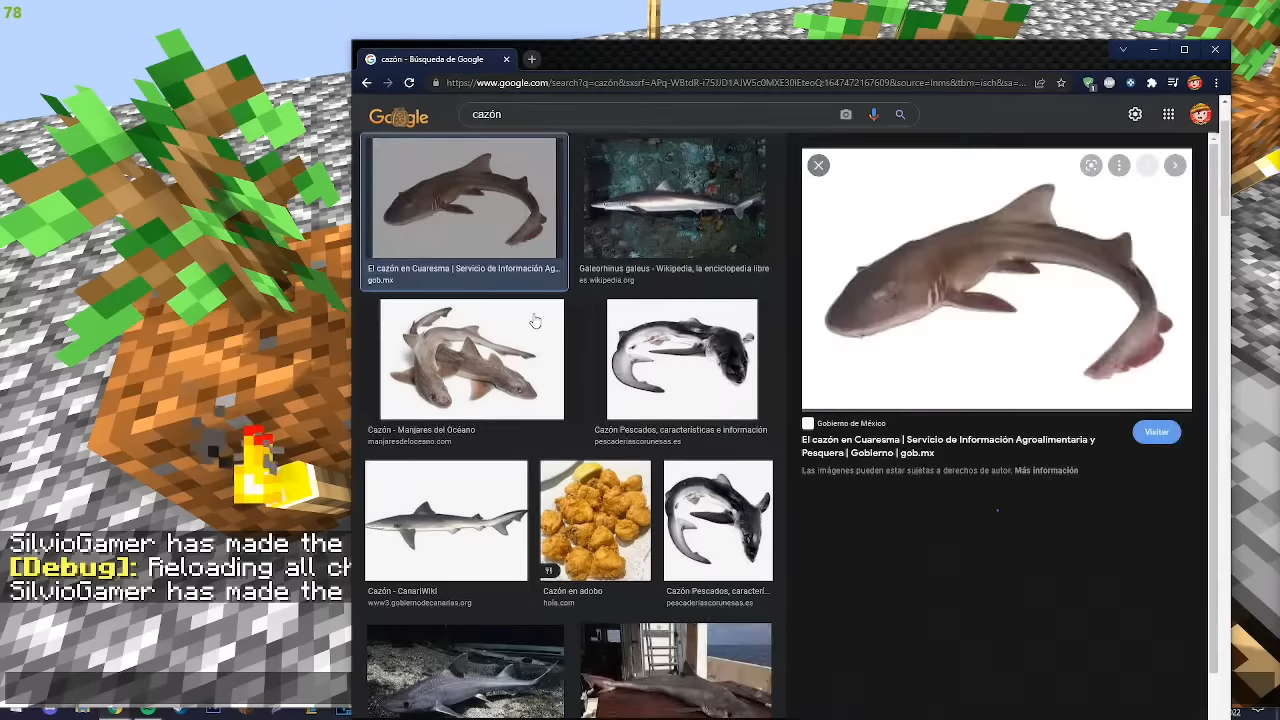 78
cazón - Búsqueda de Google
Google
cazón
El cazón en Cuaresma | Servicio de Información Ag...
gob.mx
Galeorhinus galeus - Wikipedia, la enciclopedia libre
es.wikipedia.org
Cazón - Manjares del Océano
manjaresdeloceano.com
Cazón Pescados, características e información
pescaderiascorunesas.es
Cazón - CanariWiki
www3.gobiernodecanarias.org
Cazón en adobo
hola.com
Cazón Pescados, caracterí...
pescaderiascorunesas.es
Gobierno de México
El cazón en Cuaresma | Servicio de Información Agroalimentaria y
Pesquera | Gobierno | gob.mx
Visitar
Las imágenes pueden estar sujetas a derechos de autor. Más información
SilvioGamer has made the
[Debug]: Reloading all ch
SilvioGamer has made the